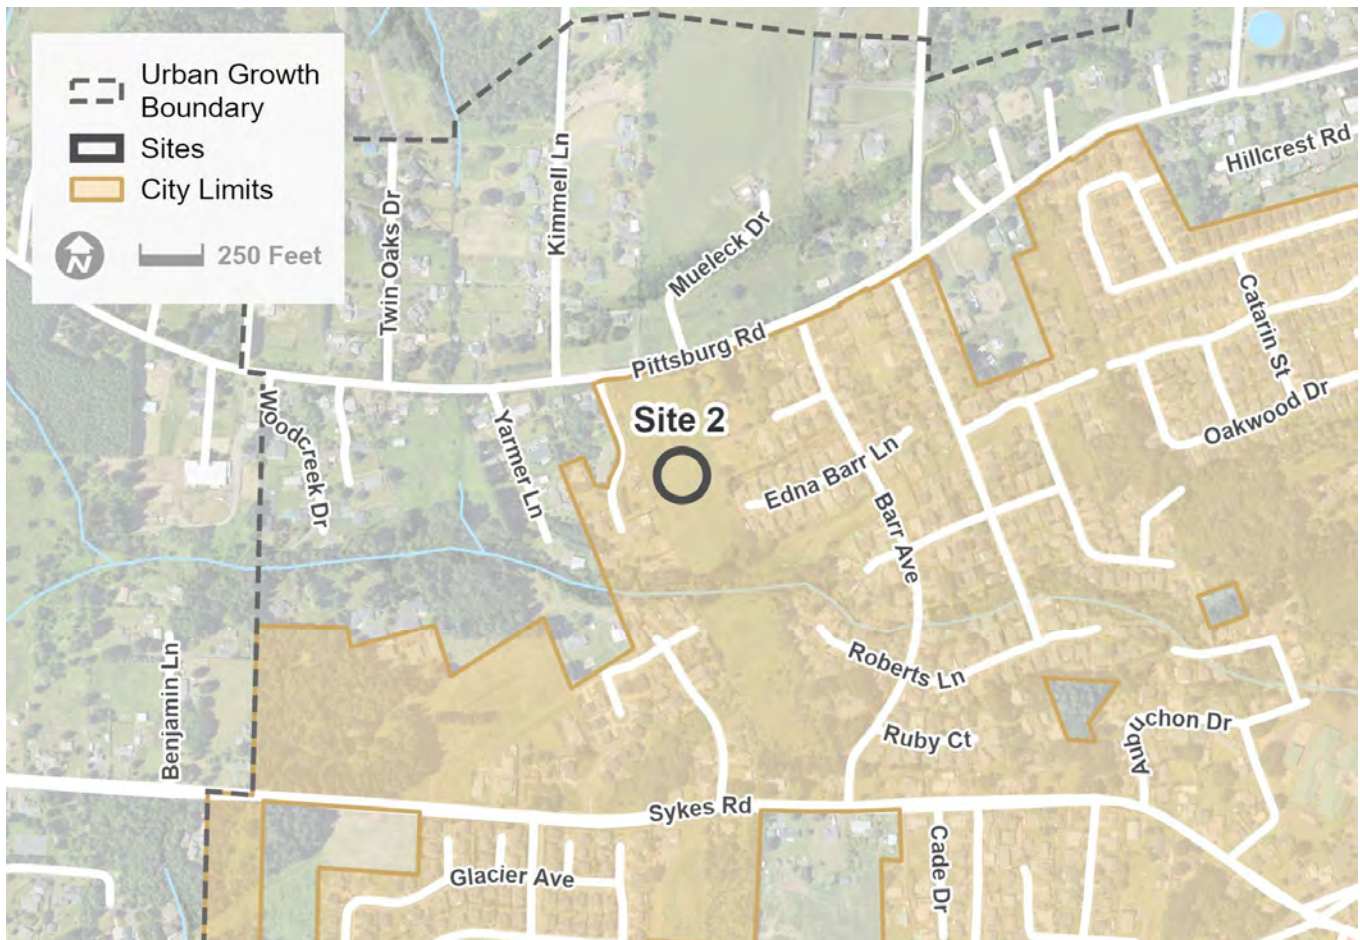 Urban Growth
Boundary
Sites
City Limits
N
250 Feet
Hillcrest Rd
Kimmell Ln
Twin Oaks Dr
Mueleck Dr
Catarin St
Pittsburg Rd
Oakwood Dr
Woodcreek Dr
Yarmer Ln
Site 2
Edna Barr Ln
Barr Ave
Benjamin Ln
Roberts Ln
Ruby Ct
Aubuchon Dr
Sykes Rd
Glacier Ave
Cade Dr